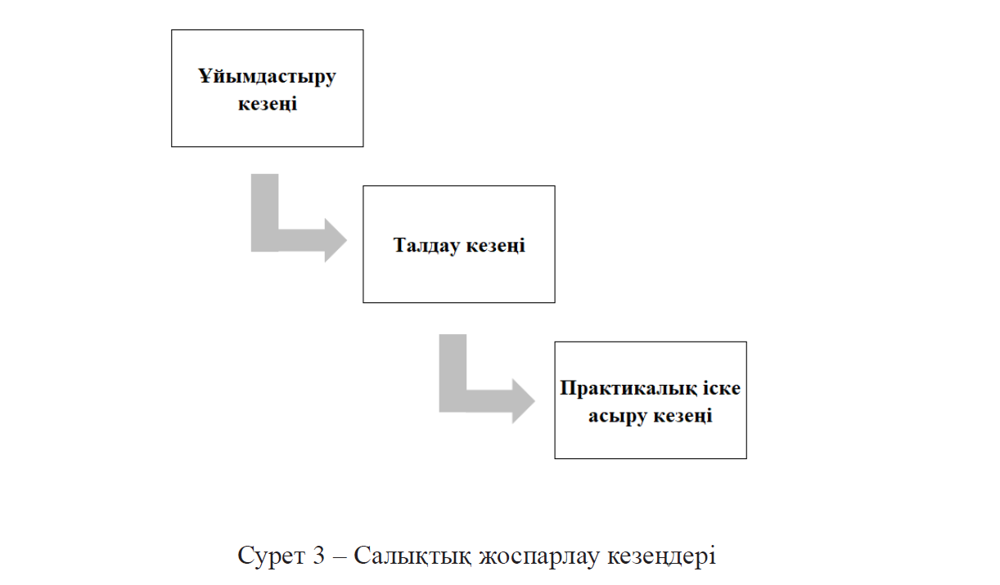 Ұйымдастыру
кезеңі
Талдау кезеңі
Практикалық іске
асыру кезеңі
Сурет 3 – Салықтық жоспарлау кезеңдері